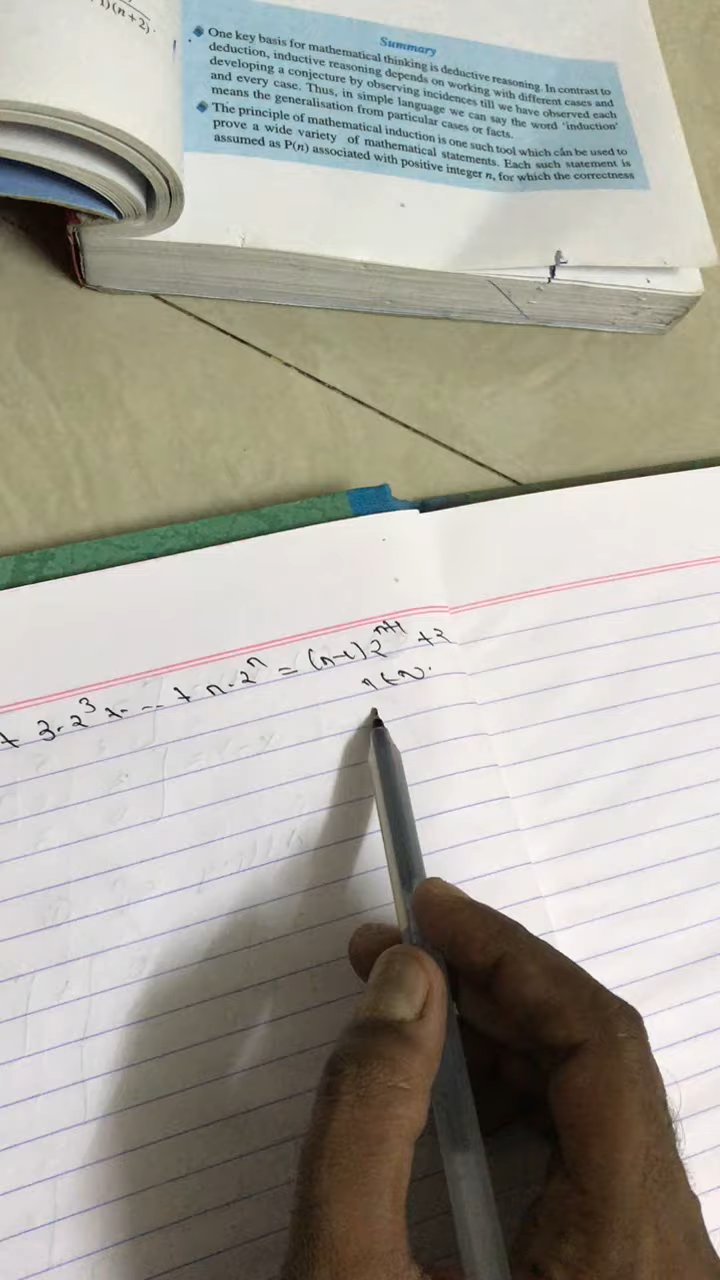 1)(n+2).
Summary
One key basis for mathematical thinking is deductive reasoning. In contrast to
deduction, inductive reasoning depends on working with different cases and
developing a conjecture by observing incidences till we have observed each
and every case. Thus, in simple language we can say the word 'induction'
means the generalisation from particular cases or facts.
The principle of mathematical induction is one such tool which can be used to
prove a wide variety of mathematical statements. Each such statement is
assumed as P(n) associated with positive integer n, for which the correctness
+ 3·2³ + ... + n·2ⁿ = (n-1)2ⁿ⁺¹ + 2
n∈N.